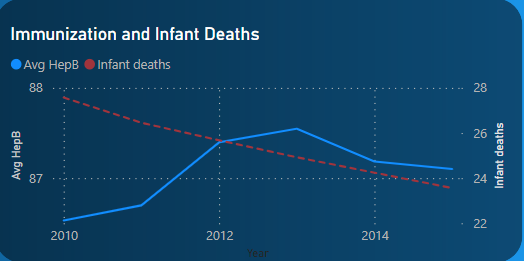 Immunization and Infant Deaths
Avg HepB Infant deaths
88 28
26
87 24
22
2010 2012 2014
Year
Avg HepB
Infant deaths